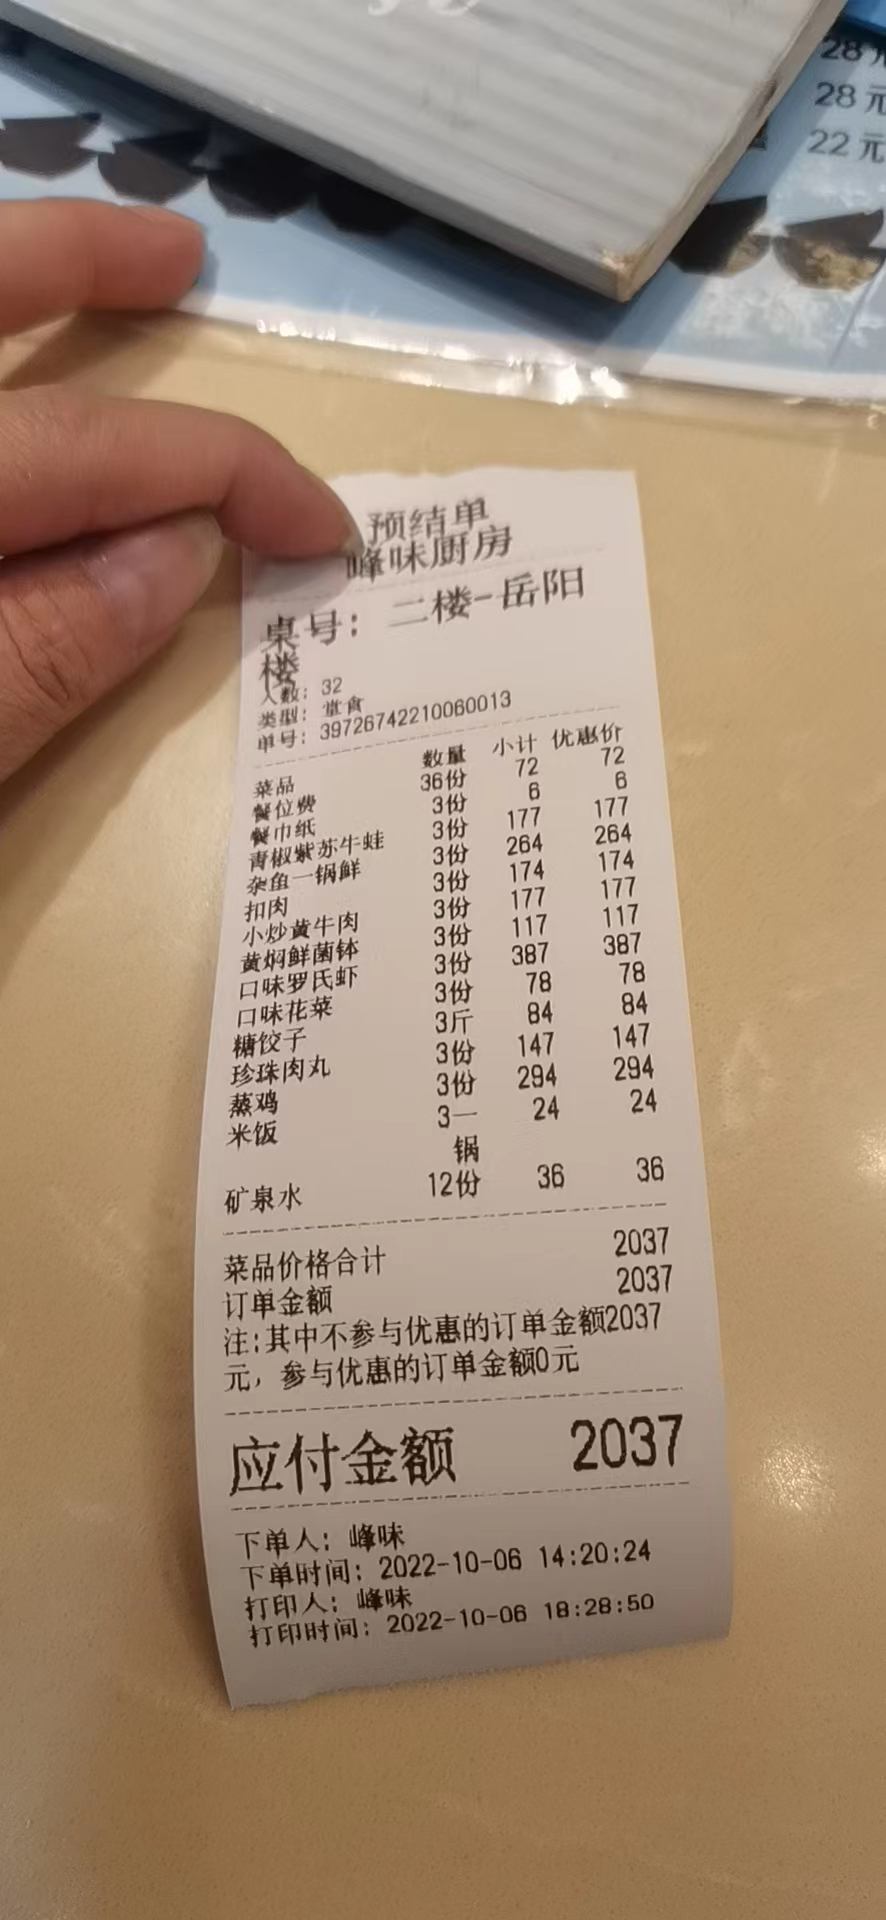 28
28 元
22 元
预结单
峰味厨房
桌号: 二楼-岳阳
楼
人数: 32
类型: 堂食
单号: 39726742210060013
菜品 数量 小计 优惠价
餐位费 36份 72 72
餐巾纸 3份 6 6
青椒紫苏牛蛙 3份 177 177
杂鱼一锅鲜 3份 264 264
扣肉 3份 174 174
小炒黄牛肉 3份 177 177
黄焖鲜菌钵 3份 117 117
口味罗氏虾 3份 387 387
口味花菜 3份 78 78
糖饺子 3斤 84 84
珍珠肉丸 3份 147 147
蒸鸡 3份 294 294
米饭 3一 24 24
锅
矿泉水 12份 36 36
菜品价格合计 2037
订单金额 2037
注:其中不参与优惠的订单金额2037
元, 参与优惠的订单金额0元
应付金额 2037
下单人: 峰味
下单时间: 2022-10-06 14:20:24
打印人: 峰味
打印时间: 2022-10-06 18:28:50